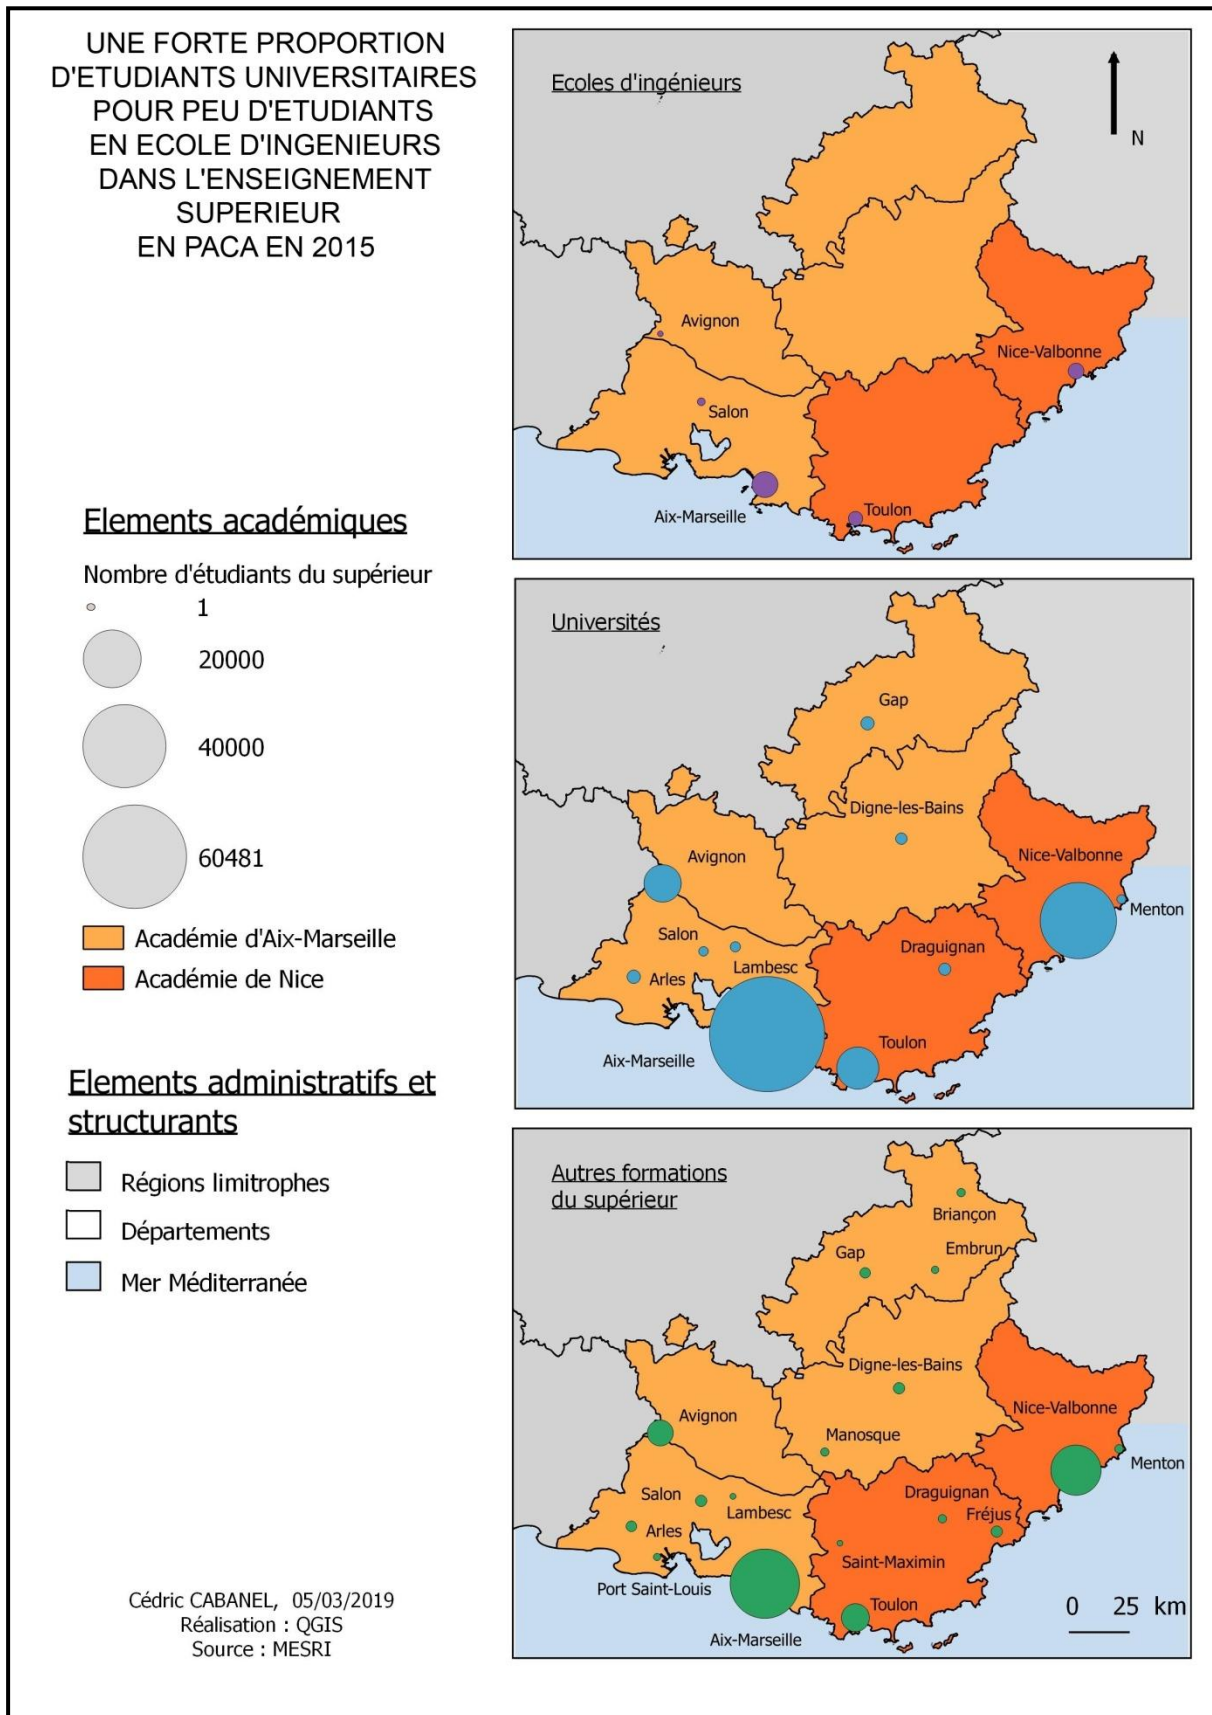 UNE FORTE PROPORTION
D'ETUDIANTS UNIVERSITAIRES
POUR PEU D'ETUDIANTS
EN ECOLE D'INGENIEURS
DANS L'ENSEIGNEMENT
SUPERIEUR
EN PACA EN 2015
Elements académiques
Nombre d'étudiants du supérieur
1
20000
40000
60481
Académie d'Aix-Marseille
Académie de Nice
Elements administratifs et
structurants
Régions limitrophes
Départements
Mer Méditerranée
Cédric CABANEL, 05/03/2019
Réalisation : QGIS
Source : MESRI
Ecoles d'ingénieurs
N
Avignon
Nice-Valbonne
Salon
Aix-Marseille
Toulon
Universités
Gap
Digne-les-Bains
Avignon
Nice-Valbonne
Menton
Salon
Draguignan
Lambesc
Arles
Toulon
Aix-Marseille
Autres formations
du supérieur
Briançon
Gap
Embrun
Digne-les-Bains
Avignon
Nice-Valbonne
Manosque
Menton
Salon
Draguignan
Lambesc
Fréjus
Arles
Saint-Maximin
Port Saint-Louis
Toulon
Aix-Marseille
0 25 km